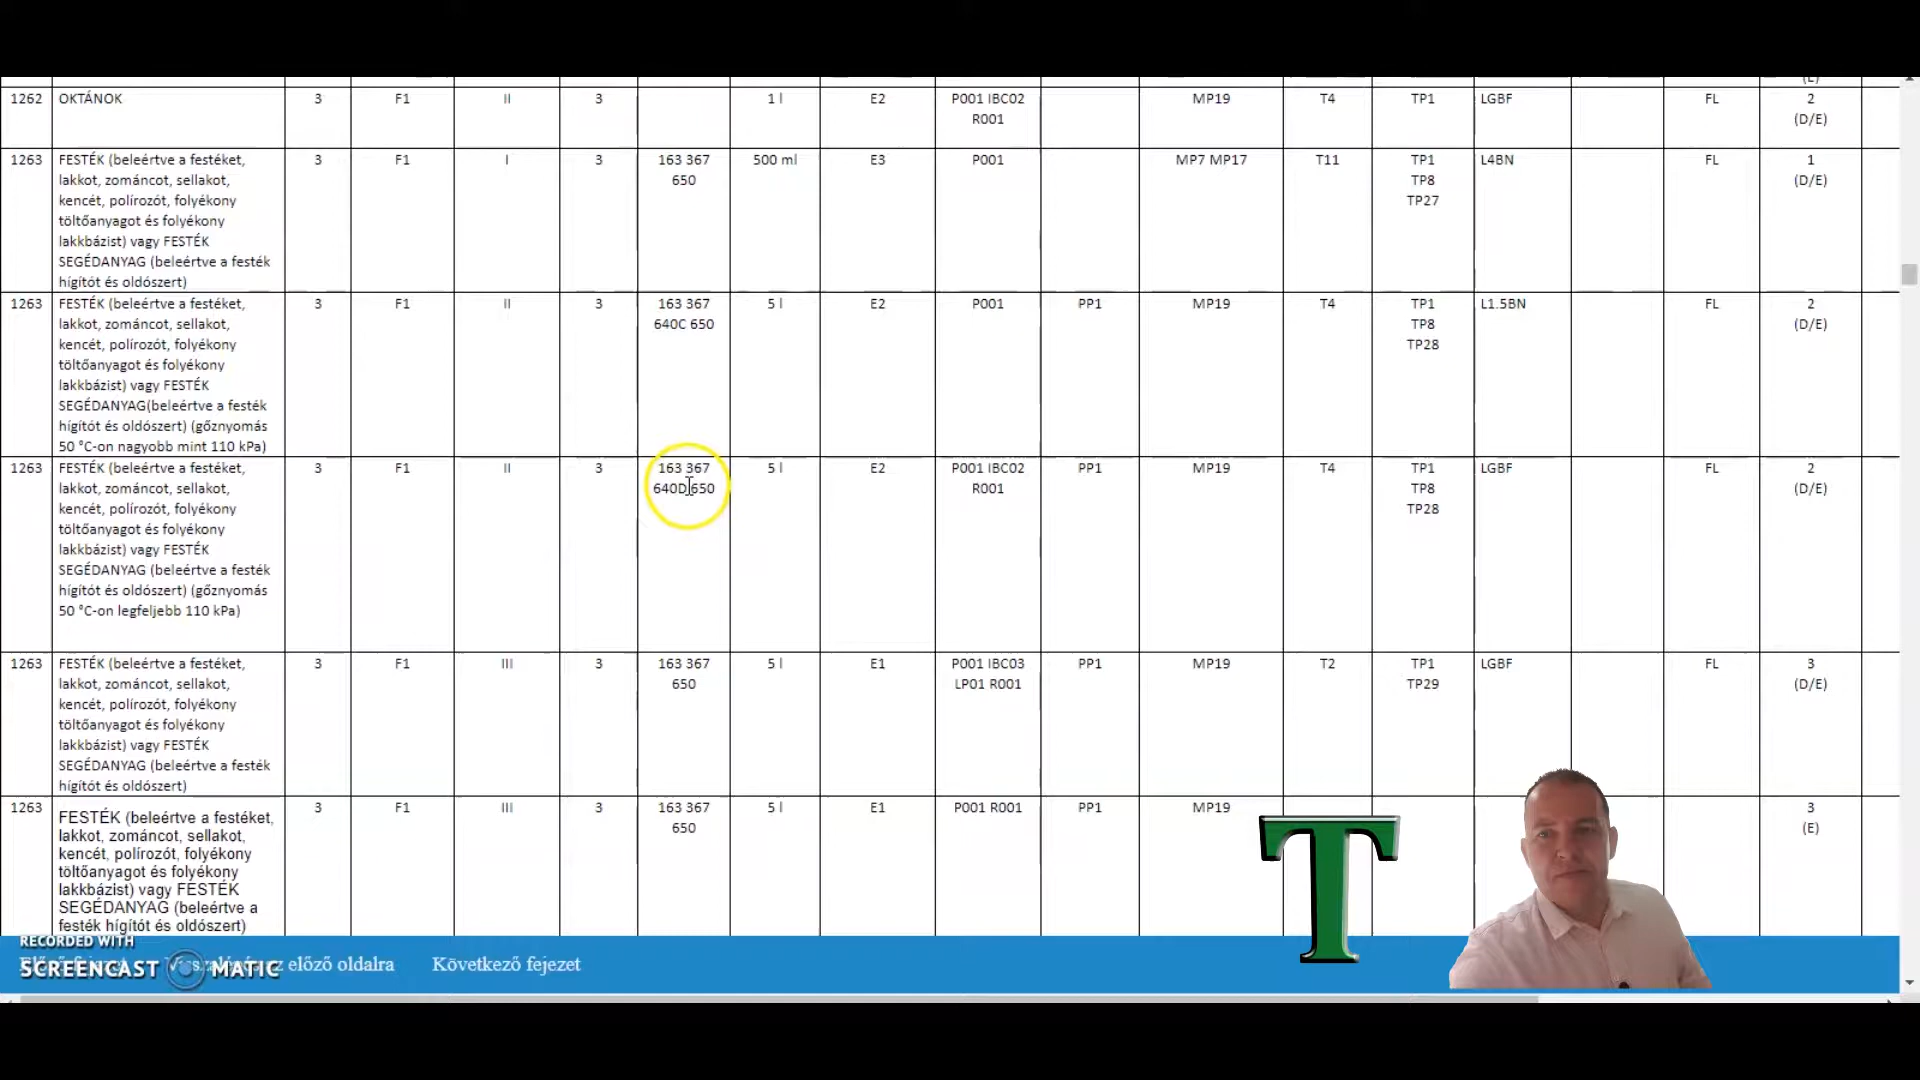 (E)
1262 OKTÁNOK 3 F1 II 3 1 l E2 P001 IBC02 MP19 T4 TP1 LGBF FL 2
R001 (D/E)
1263 FESTÉK (beleértve a festéket, 3 F1 I 3 163 367 500 ml E3 P001 MP7 MP17 T11 TP1 L4BN FL 1
lakkot, zománcot, sellakot, 650 TP8 (D/E)
kencét, polírozót, folyékony TP27
töltőanyagot és folyékony
lakkbázist) vagy FESTÉK
SEGÉDANYAG (beleértve a festék
hígítót és oldószert)
1263 FESTÉK (beleértve a festéket, 3 F1 II 3 163 367 5 l E2 P001 PP1 MP19 T4 TP1 L1.5BN FL 2
lakkot, zománcot, sellakot, 640C 650 TP8 (D/E)
kencét, polírozót, folyékony TP28
töltőanyagot és folyékony
lakkbázist) vagy FESTÉK
SEGÉDANYAG(beleértve a festék
hígítót és oldószert) (gőznyomás
50 °C-on nagyobb mint 110 kPa)
1263 FESTÉK (beleértve a festéket, 3 F1 II 3 163 367 5 l E2 P001 IBC02 PP1 MP19 T4 TP1 LGBF FL 2
lakkot, zománcot, sellakot, 640D 650 R001 TP8 (D/E)
kencét, polírozót, folyékony TP28
töltőanyagot és folyékony
lakkbázist) vagy FESTÉK
SEGÉDANYAG (beleértve a festék
hígítót és oldószert) (gőznyomás
50 °C-on legfeljebb 110 kPa)
1263 FESTÉK (beleértve a festéket, 3 F1 III 3 163 367 5 l E1 P001 IBC03 PP1 MP19 T2 TP1 LGBF FL 3
lakkot, zománcot, sellakot, 650 LP01 R001 TP29 (D/E)
kencét, polírozót, folyékony
töltőanyagot és folyékony
lakkbázist) vagy FESTÉK
SEGÉDANYAG (beleértve a festék
hígítót és oldószert)
1263 FESTÉK (beleértve a festéket, 3 F1 III 3 163 367 5 l E1 P001 R001 PP1 MP19 3
lakkot, zománcot, sellakot, 650 (E)
kencét, polírozót, folyékony
töltőanyagot és folyékony
lakkbázist) vagy FESTÉK
SEGÉDANYAG (beleértve a
festék hígítót és oldószert)
T
RECORDED WITH
SCREENCAST MATIC
előző oldalra Következő fejezet